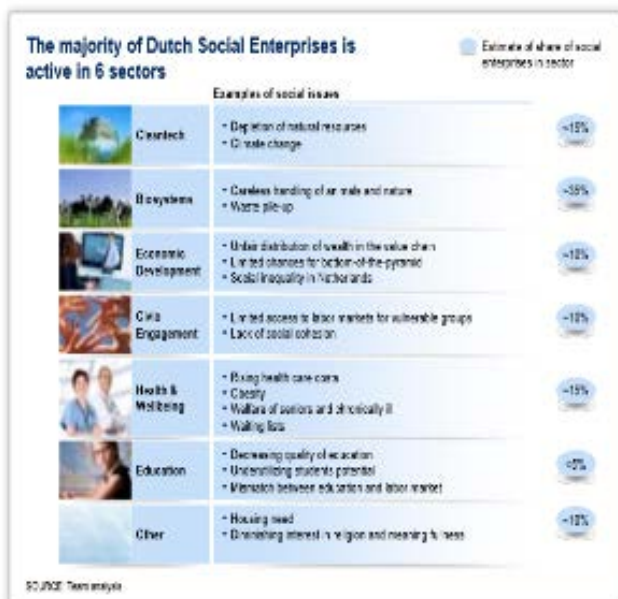 The majority of Dutch Social Enterprises is
active in 6 sectors
Estimate of share of social
enterprises in sector
Examples of social issues
Cleantech
• Depletion of natural resources
• Climate change
~15%
Biosystems
• Careless handling of animals and nature
• Waste pile-up
~35%
Economic
Development
• Unfair distribution of wealth in the value chain
• Limited chances for bottom-of-the-pyramid
• Social inequality in Netherlands
~10%
Civic
Engagement
• Limited access to labor markets for vulnerable groups
• Lack of social cohesion
~10%
Health &
Wellbeing
• Rising health care costs
• Obesity
• Welfare of seniors and chronically ill
• Waiting lists
~15%
Education
• Decreasing quality of education
• Underutilizing students potential
• Mismatch between education and labor market
Other
• Housing need
• Diminishing interest in religion and meaningfulness
~10%
SOURCE: Team analysis